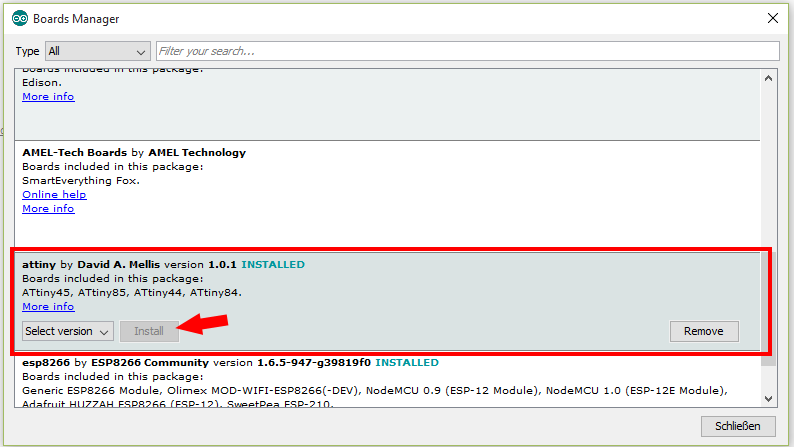 Boards Manager
Type All Filter your search...
Boards included in this package:
Edison.
More info
AMEL-Tech Boards by AMEL Technology
Boards included in this package:
SmartEverything Fox.
Online help
More info
attiny by David A. Mellis version 1.0.1 INSTALLED
Boards included in this package:
ATtiny45, ATtiny85, ATtiny44, ATtiny84.
More info
Select version Install Remove
esp8266 by ESP8266 Community version 1.6.5-947-g39819f0 INSTALLED
Boards included in this package:
Generic ESP8266 Module, Olimex MOD-WIFI-ESP8266(-DEV), NodeMCU 0.9 (ESP-12 Module), NodeMCU 1.0 (ESP-12E Module),
Adafruit HUZZAH ESP8266 (ESP-12), SweetPea ESP-210.
Schließen